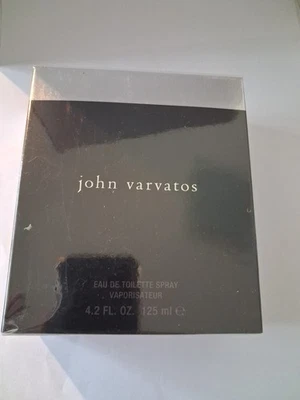 john varvatos
EAU DE TOILETTE SPRAY
VAPORISATEUR
4.2 FL. OZ. 125 ml ℮